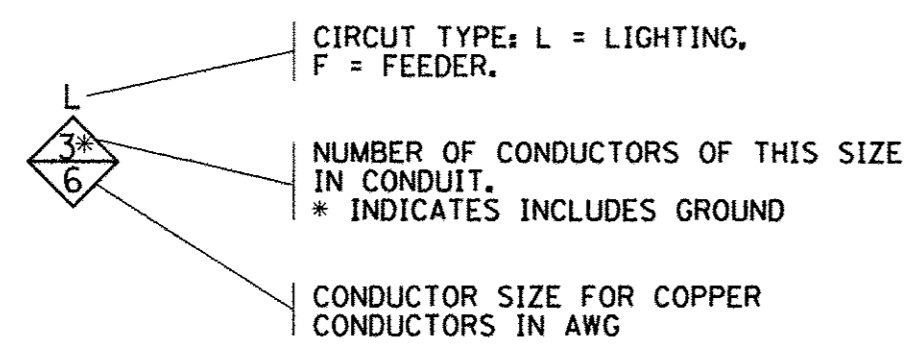 CIRCUT TYPE: L = LIGHTING,
F = FEEDER.
L
3*
6
NUMBER OF CONDUCTORS OF THIS SIZE
IN CONDUIT.
* INDICATES INCLUDES GROUND
CONDUCTOR SIZE FOR COPPER
CONDUCTORS IN AWG